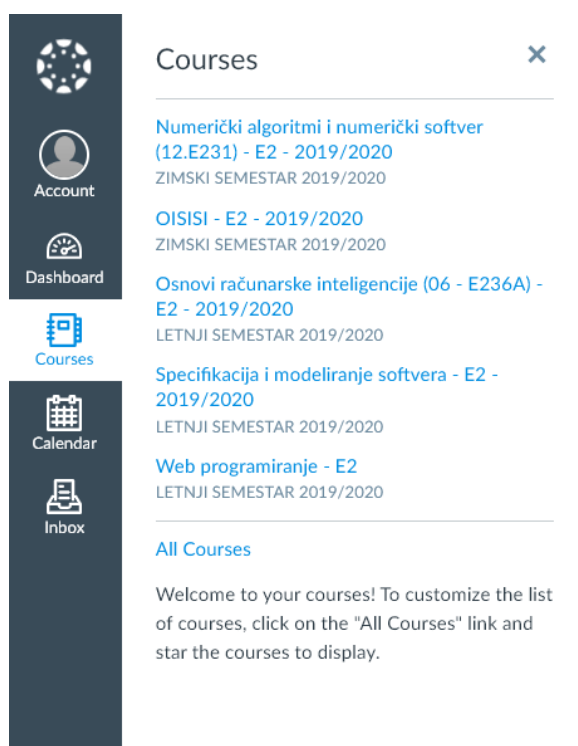 Courses
Account
Dashboard
Courses
Calendar
Inbox
Numerički algoritmi i numerički softver
(12.E231) - E2 - 2019/2020
ZIMSKI SEMESTAR 2019/2020
OISISI - E2 - 2019/2020
ZIMSKI SEMESTAR 2019/2020
Osnovi računarske inteligencije (06 - E236A) -
E2 - 2019/2020
LETNJI SEMESTAR 2019/2020
Specifikacija i modeliranje softvera - E2 -
2019/2020
LETNJI SEMESTAR 2019/2020
Web programiranje - E2
LETNJI SEMESTAR 2019/2020
All Courses
Welcome to your courses! To customize the list
of courses, click on the "All Courses" link and
star the courses to display.